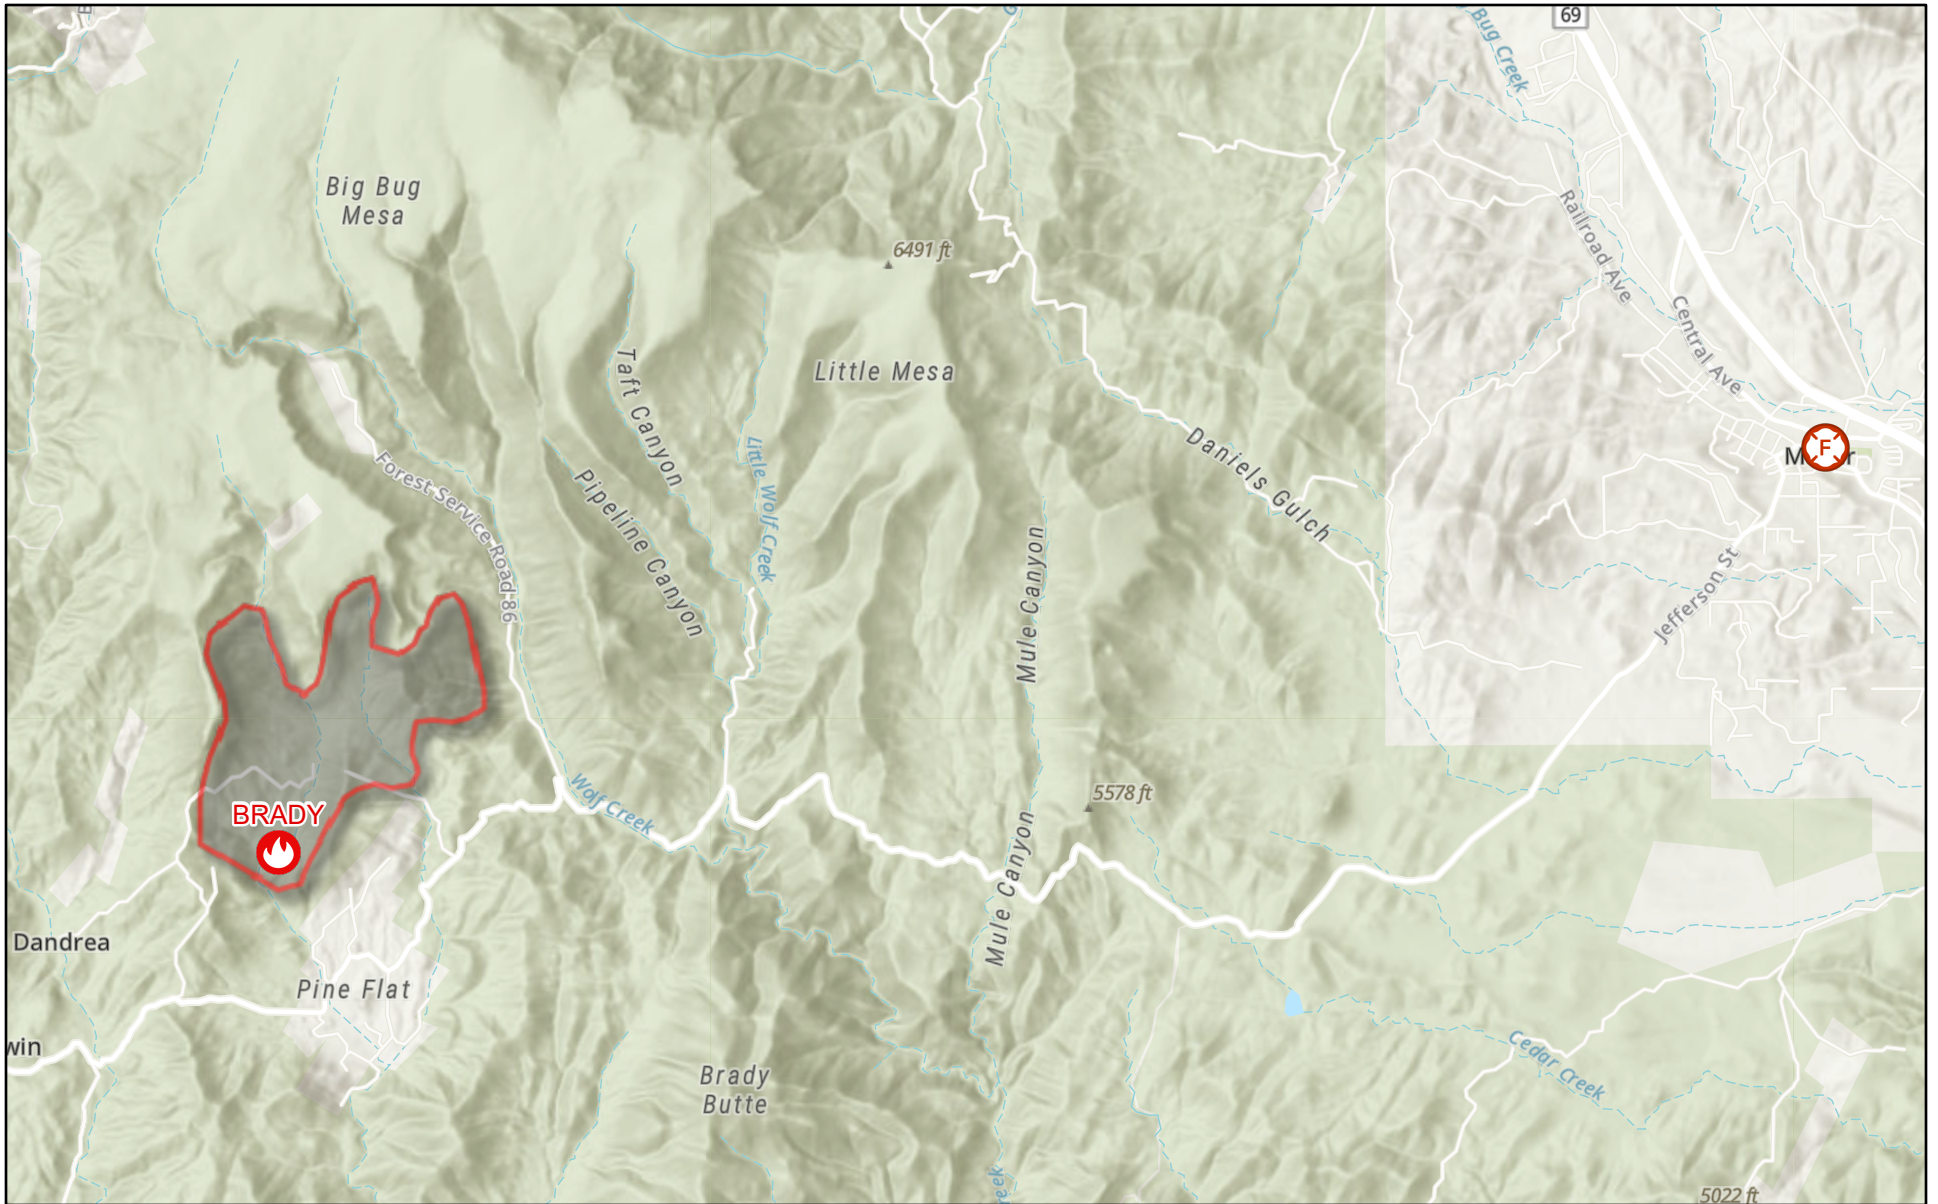 69
Bug Creek
Big Bug
Mesa
6491 ft
Railroad Ave
Central Ave
Little Mesa
Taft Canyon
Daniels Gulch
Little Wolf Creek
F
Forest Service Road 86
Pipeline Canyon
Mule Canyon
Jefferson St
BRADY
Wolf Creek
5578 ft
Mule Canyon
Dandrea
Pine Flat
win
Cedar Creek
Brady
Butte
reek
5022 ft